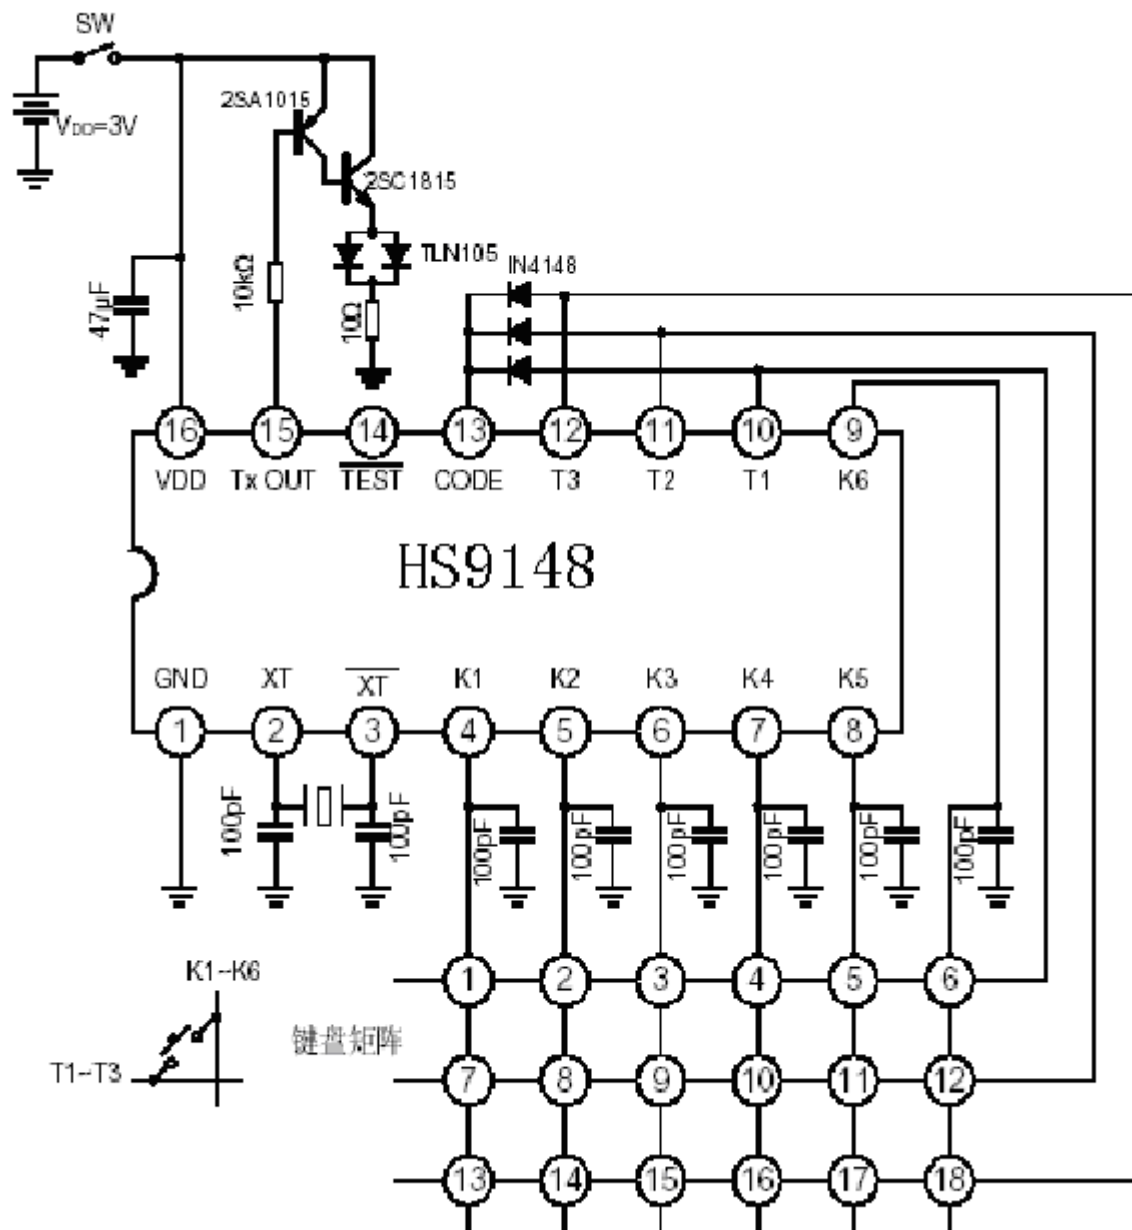 SW
2SA1015
VDD=3V
2SC1815
TLN105
IN4148
10kΩ
47μF
10Ω
16 15 14 13 12 11 10 9
VDD Tx OUT TEST CODE T3 T2 T1 K6
HS9148
GND XT XT K1 K2 K3 K4 K5
1 2 3 4 5 6 7 8
100pF 100pF 100pF 100pF 100pF 100pF 100pF 100pF
K1~K6
1 2 3 4 5 6
键盘矩阵
T1~T3
7 8 9 10 11 12
13 14 15 16 17 18